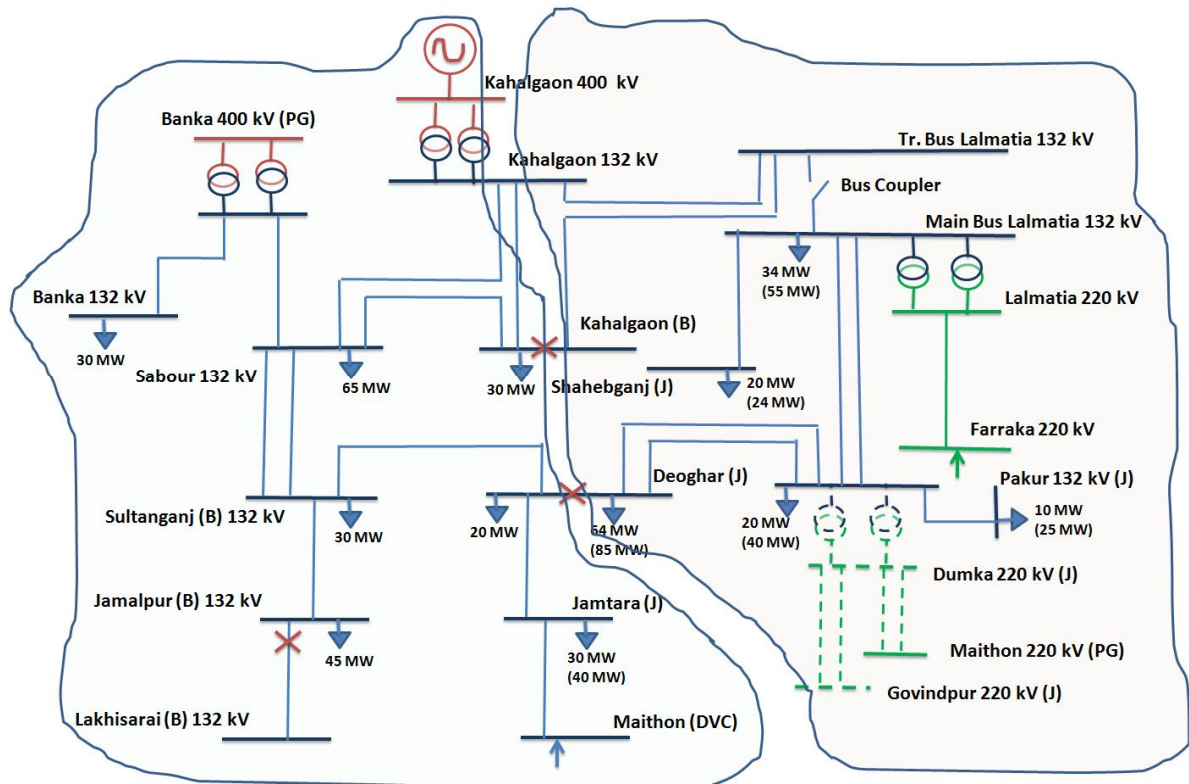 Kahalgaon 400 kV
Banka 400 kV (PG)
Kahalgaon 132 kV
Tr. Bus Lalmatia 132 kV
Bus Coupler
Main Bus Lalmatia 132 kV
34 MW
(55 MW)
Banka 132 kV
30 MW
Lalmatia 220 kV
Kahalgaon (B)
Sabour 132 kV
65 MW
30 MW
Shahebganj (J)
20 MW
(24 MW)
Farraka 220 kV
Deoghar (J)
Pakur 132 kV (J)
Sultanganj (B) 132 kV
30 MW
20 MW
64 MW
(85 MW)
20 MW
(40 MW)
10 MW
(25 MW)
Dumka 220 kV (J)
Jamalpur (B) 132 kV
45 MW
Jamtara (J)
30 MW
(40 MW)
Maithon 220 kV (PG)
Govindpur 220 kV (J)
Lakhisarai (B) 132 kV
Maithon (DVC)